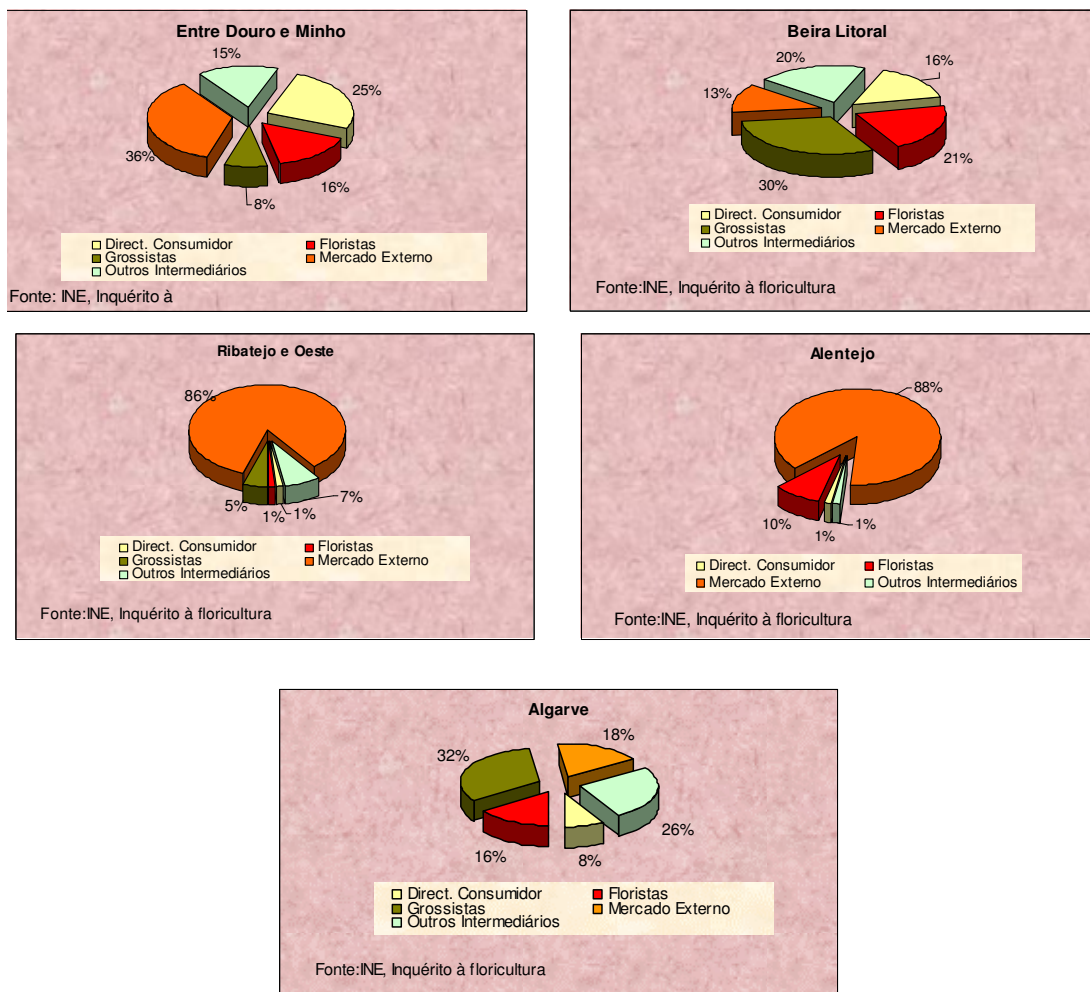 Entre Douro e Minho
15%
25%
36%
16%
8%
Direct. Consumidor
Floristas
Grossistas
Mercado Externo
Outros Intermediários
Fonte: INE, Inquérito à
Beira Litoral
20%
16%
13%
21%
30%
Direct. Consumidor
Floristas
Grossistas
Mercado Externo
Outros Intermediários
Fonte:INE, Inquérito à floricultura
Ribatejo e Oeste
86%
7%
5%
1%
1%
Direct. Consumidor
Floristas
Grossistas
Mercado Externo
Outros Intermediários
Fonte:INE, Inquérito à floricultura
Alentejo
88%
10%
1%
1%
Direct. Consumidor
Floristas
Mercado Externo
Outros Intermediários
Fonte:INE, Inquérito à floricultura
Algarve
18%
32%
26%
16%
8%
Direct. Consumidor
Floristas
Grossistas
Mercado Externo
Outros Intermediários
Fonte:INE, Inquérito à floricultura